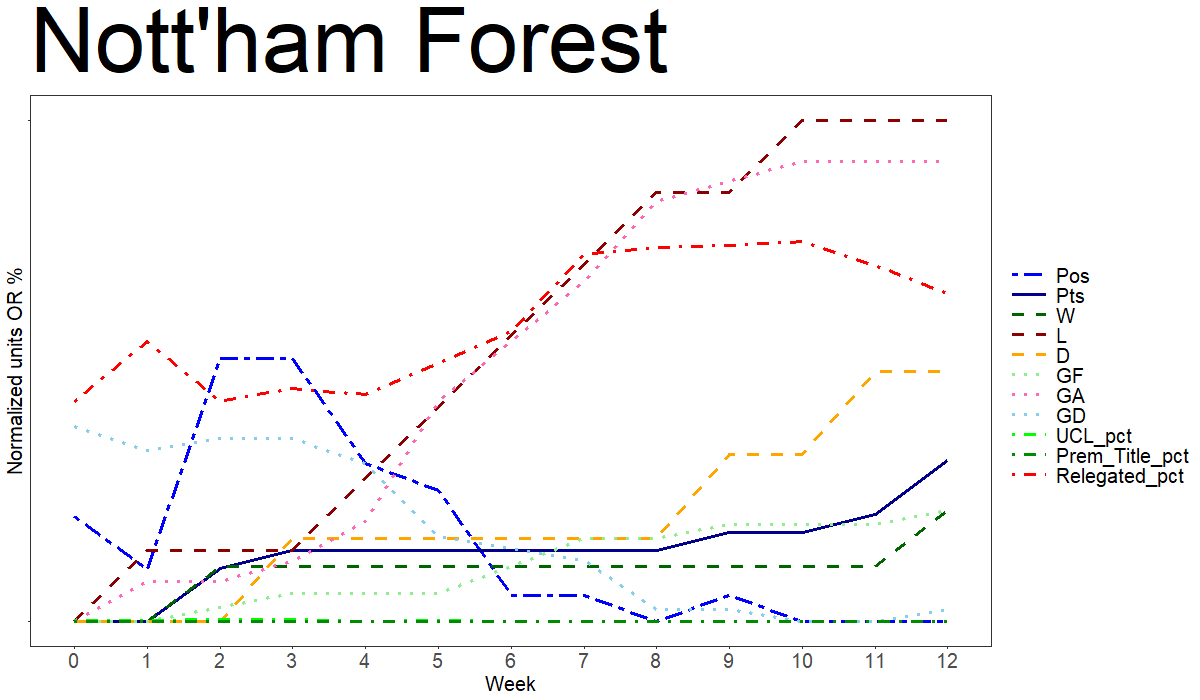 Nott'ham Forest
Normalized units OR %
Pos
Pts
W
L
D
GF
GA
GD
UCL_pct
Prem_Title_pct
Relegated_pct
0 1 2 3 4 5 6 7 8 9 10 11 12
Week